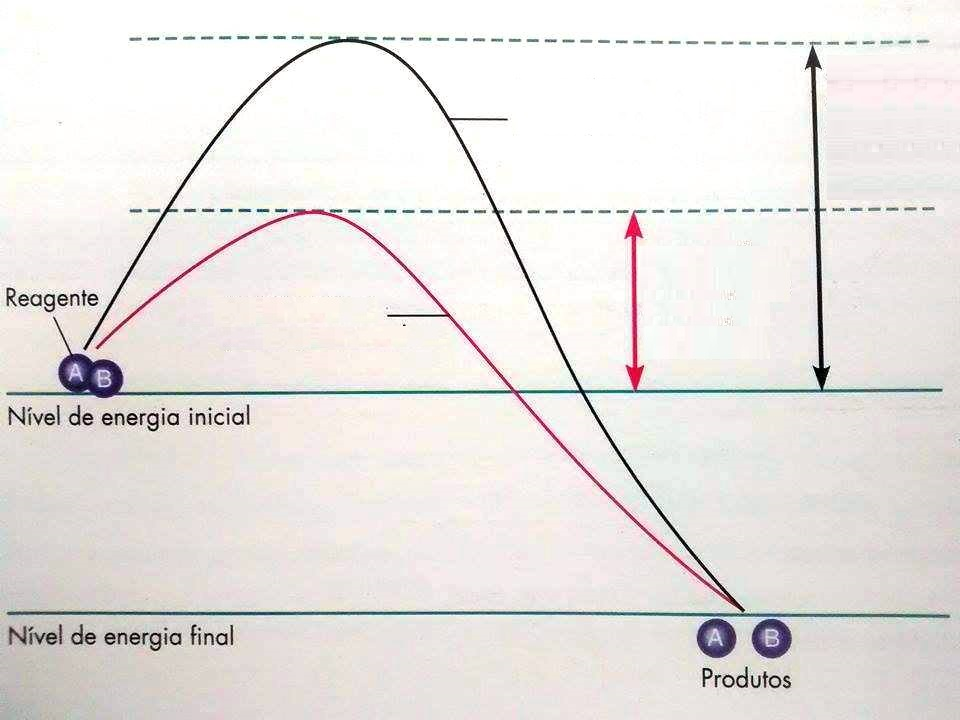 Reagente
A B
Nível de energia inicial
Nível de energia final
A B
Produtos